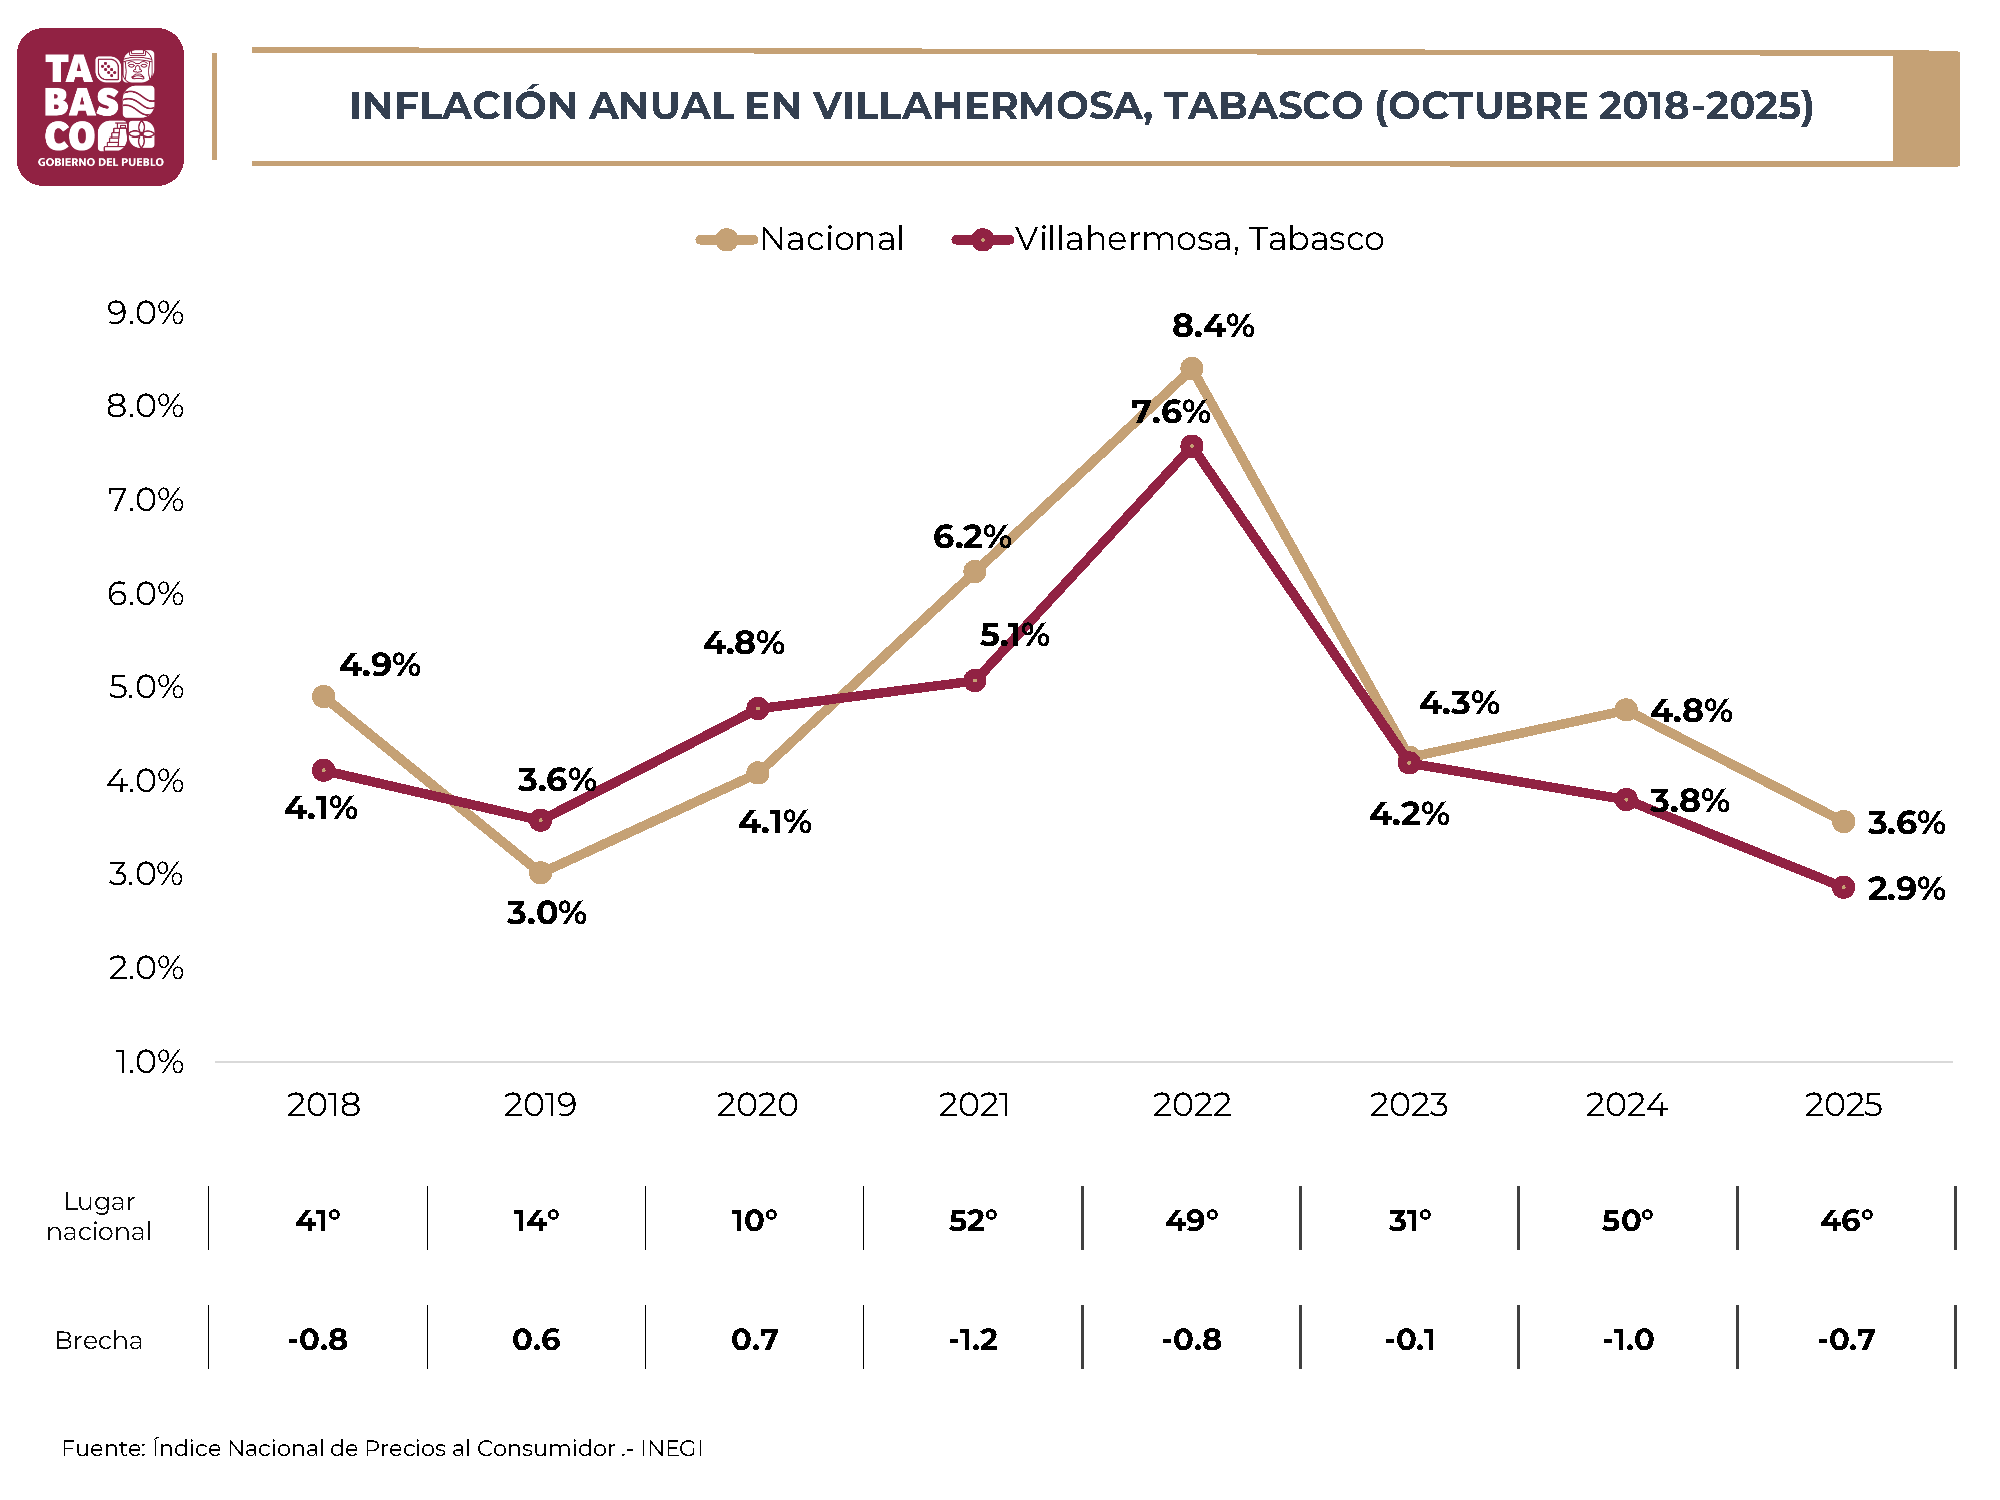 TA
BAS
CO
GOBIERNO DEL PUEBLO
INFLACIÓN ANUAL EN VILLAHERMOSA, TABASCO (OCTUBRE 2018-2025)
Nacional Villahermosa, Tabasco
9.0%
8.0%
7.0%
6.0%
5.0%
4.0%
3.0%
2.0%
1.0%
4.9%
3.0%
4.1%
6.2%
8.4%
4.3%
4.8%
3.6%
4.1%
3.6%
4.8%
5.1%
7.6%
4.2%
3.8%
2.9%
2018 2019 2020 2021 2022 2023 2024 2025
Lugar
nacional
41° 14° 10° 52° 49° 31° 50° 46°
Brecha -0.8 0.6 0.7 -1.2 -0.8 -0.1 -1.0 -0.7
Fuente: Índice Nacional de Precios al Consumidor .- INEGI